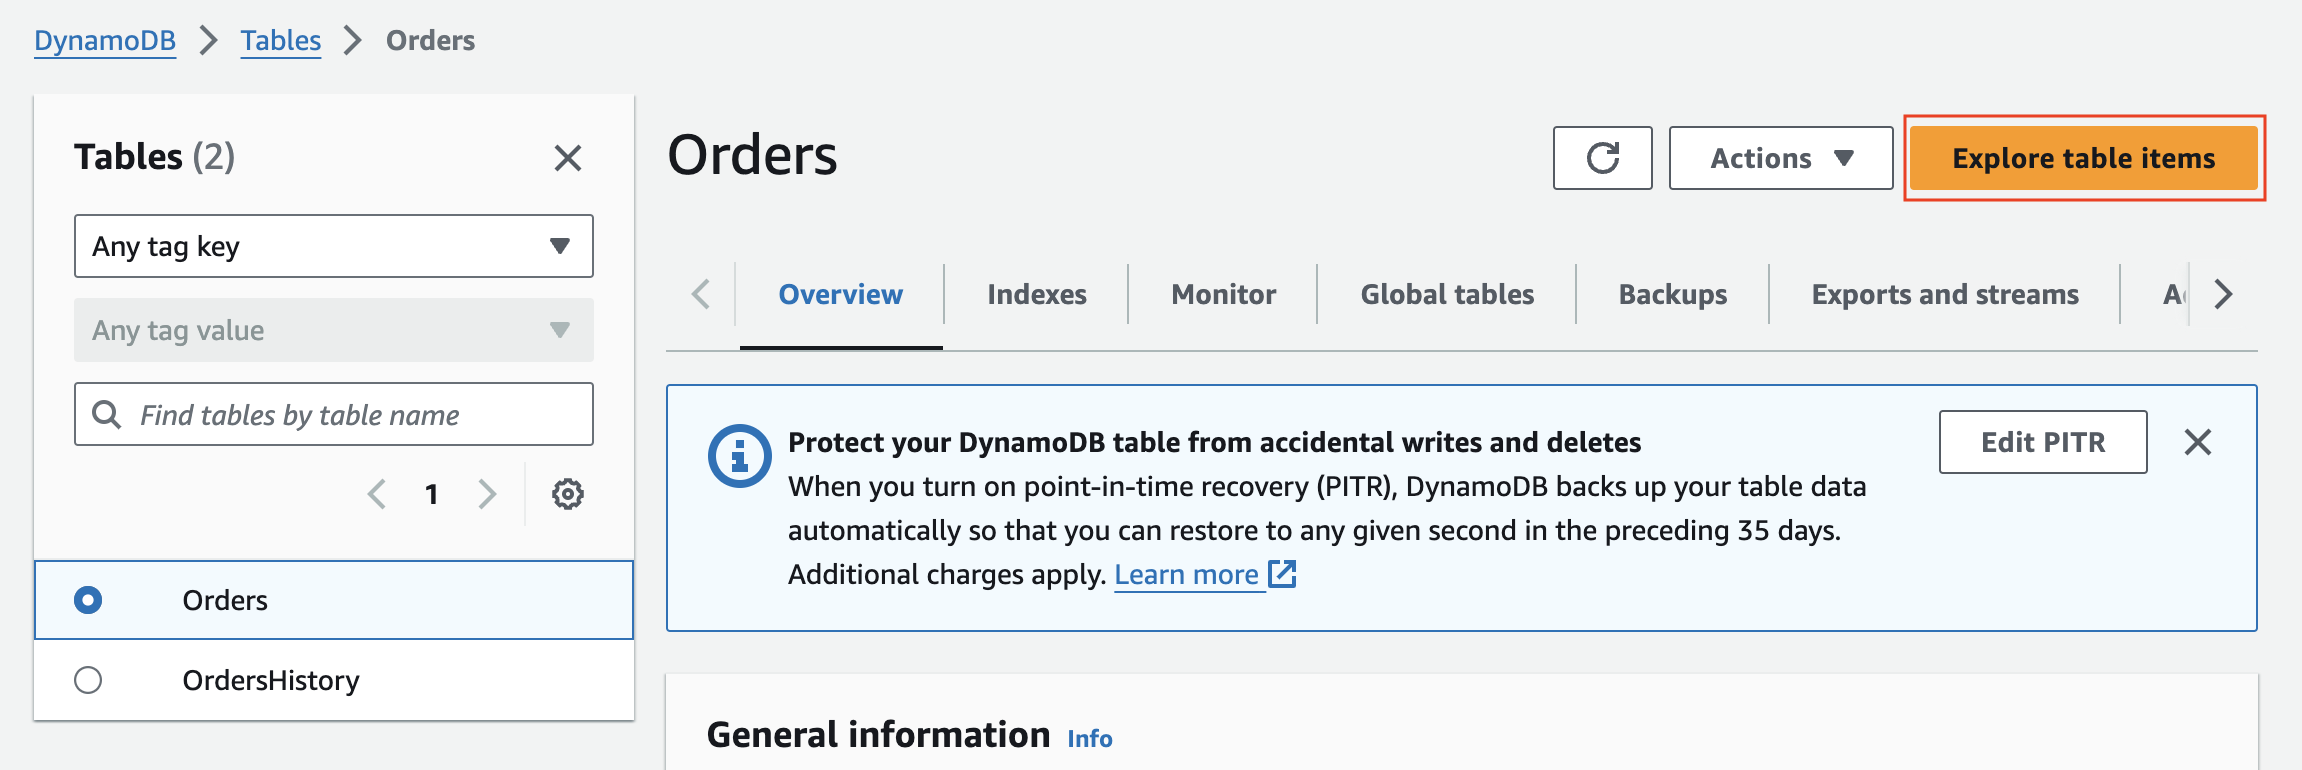 DynamoDB > Tables > Orders
Tables (2)
Any tag key
Any tag value
Find tables by table name
1
Orders
OrdersHistory
Orders
Actions
Explore table items
Overview
Indexes
Monitor
Global tables
Backups
Exports and streams
Protect your DynamoDB table from accidental writes and deletes
When you turn on point-in-time recovery (PITR), DynamoDB backs up your table data
automatically so that you can restore to any given second in the preceding 35 days.
Additional charges apply. Learn more
Edit PITR
General information Info